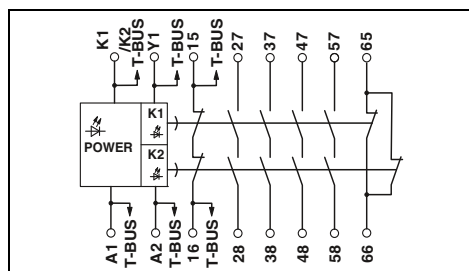 K1
/K2
T-BUS
Y1
T-BUS
15
T-BUS
27
37
47
57
65
POWER
K1
K2
A1
T-BUS
A2
T-BUS
16
T-BUS
28
38
48
58
66